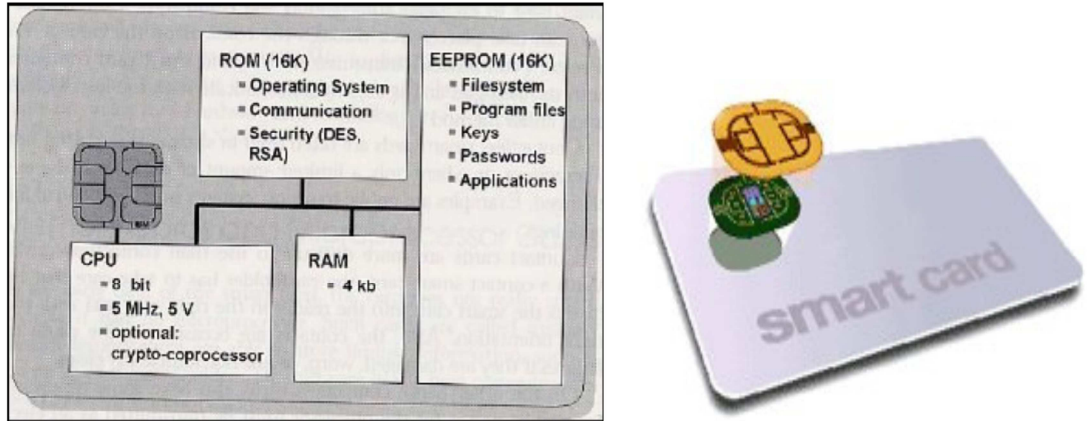 ROM (16K)
▪ Operating System
▪ Communication
▪ Security (DES,
RSA)
EEPROM (16K)
▪ Filesystem
▪ Program files
▪ Keys
▪ Passwords
▪ Applications
CPU
▪ 8 bit
▪ 5 MHz, 5 V
▪ optional:
crypto-coprocessor
RAM
▪ 4 kb
smart card